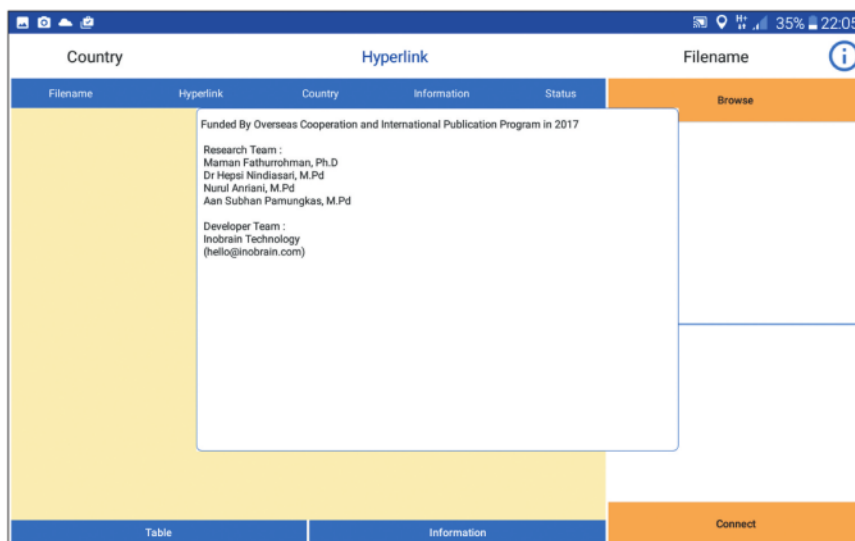 H+ 35% 22:05
Country Hyperlink Filename i
Filename Hyperlink Country Information Status Browse
Funded By Overseas Cooperation and International Publication Program in 2017
Research Team :
Maman Fathurrohman, Ph.D
Dr Hepsi Nindiasari, M.Pd
Nurul Anriani, M.Pd
Aan Subhan Pamungkas, M.Pd
Developer Team :
Inobrain Technology
(hello@inobrain.com)
Table Information Connect